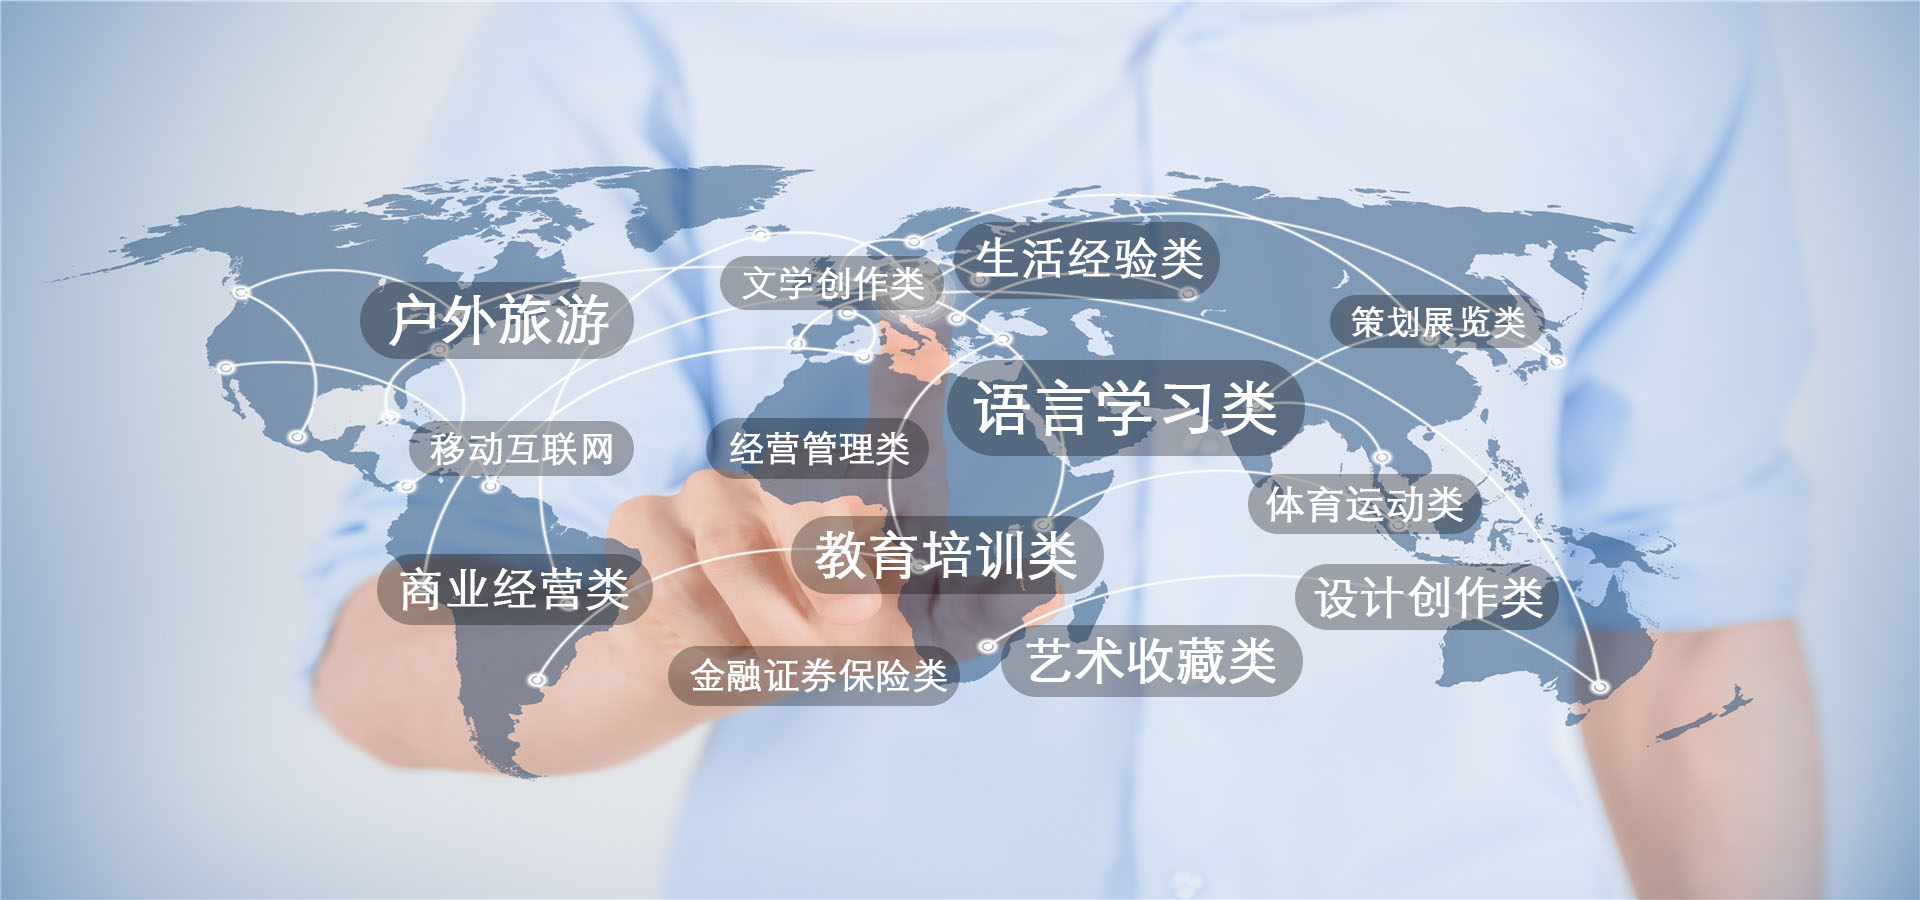 生活经验类
文学创作类
户外旅游
策划展览类
语言学习类
移动互联网
经营管理类
体育运动类
教育培训类
商业经营类
设计创作类
艺术收藏类
金融证券保险类